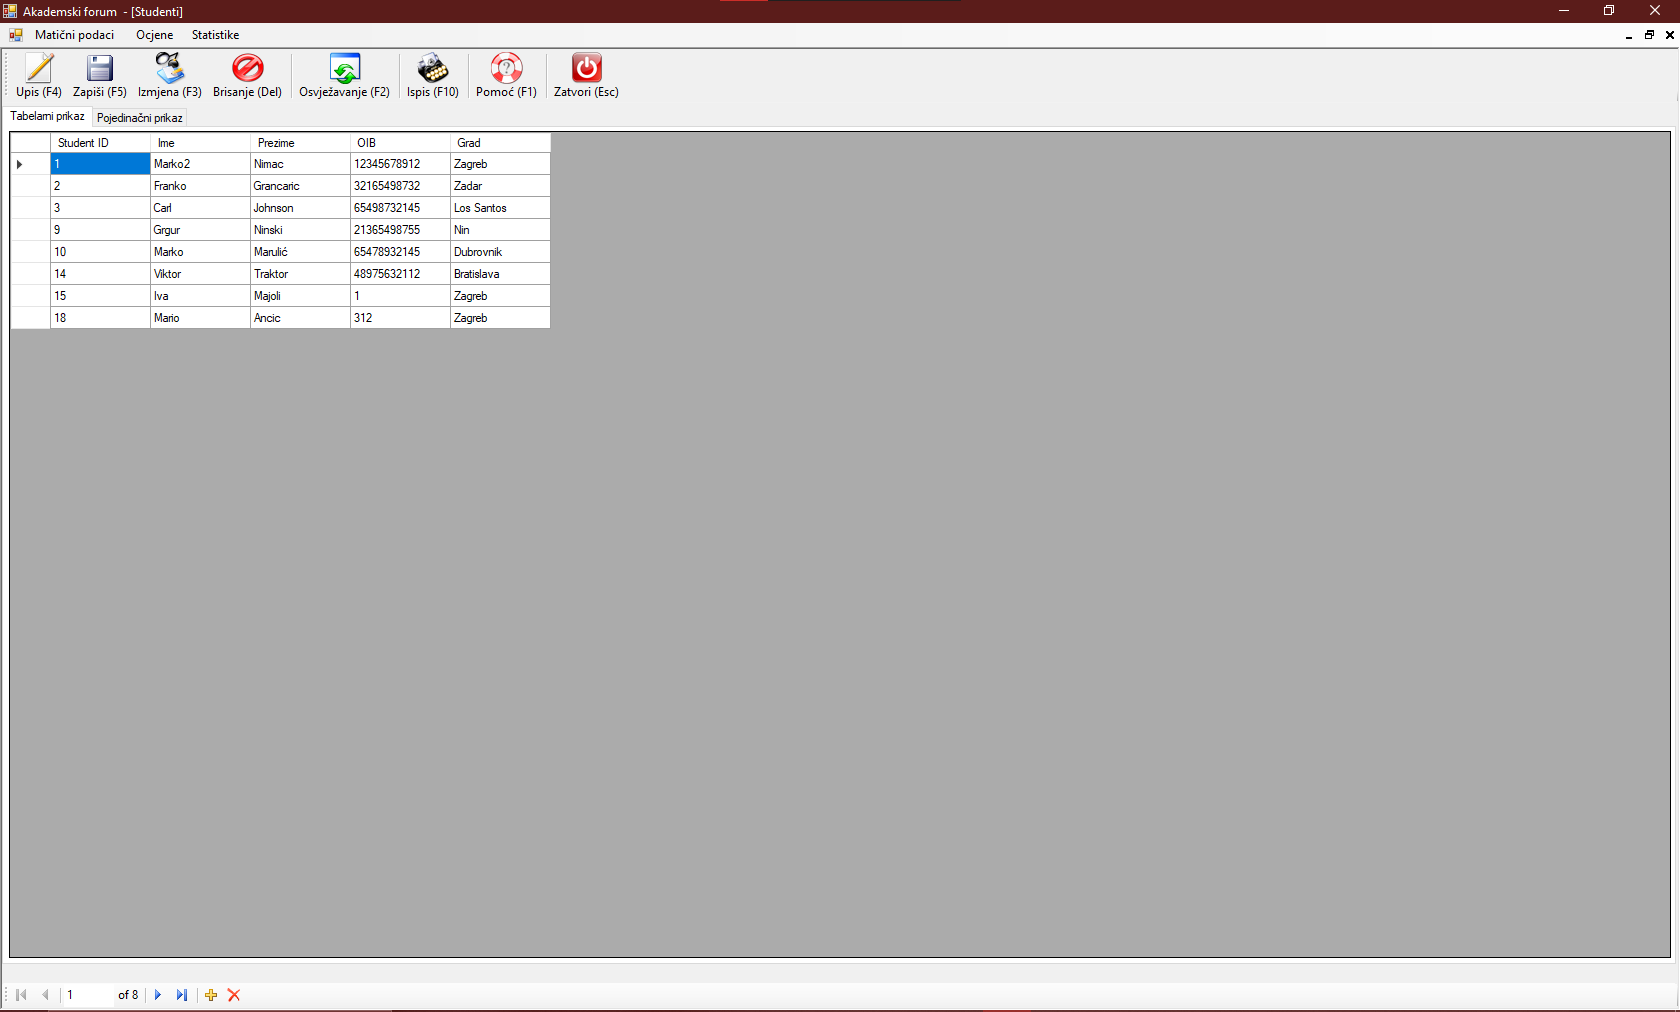 Akademski forum - [Studenti]
Matični podaci Ocjene Statistike
Upis (F4) Zapiši (F5) Izmjena (F3) Brisanje (Del) Osvježavanje (F2) Ispis (F10) Pomoć (F1) Zatvori (Esc)
Tabelarni prikaz Pojedinačni prikaz
Student ID Ime Prezime OIB Grad
1 Marko2 Nimac 12345678912 Zagreb
2 Franko Grancaric 32165498732 Zadar
3 Carl Johnson 65498732145 Los Santos
9 Grgur Ninski 21365498755 Nin
10 Marko Marulić 65478932145 Dubrovnik
14 Viktor Traktor 48975632112 Bratislava
15 Iva Majoli 1 Zagreb
18 Mario Ancic 312 Zagreb
1 of 8